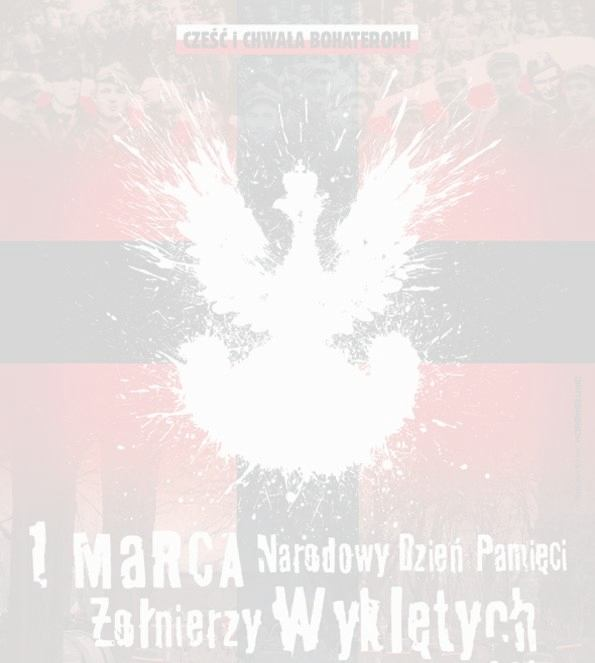 CZEŚĆ i CHWAŁA BOHATEROM!
1 MaRCA Narodowy Dzień Pamięci
Żołnierzy Wyklętych